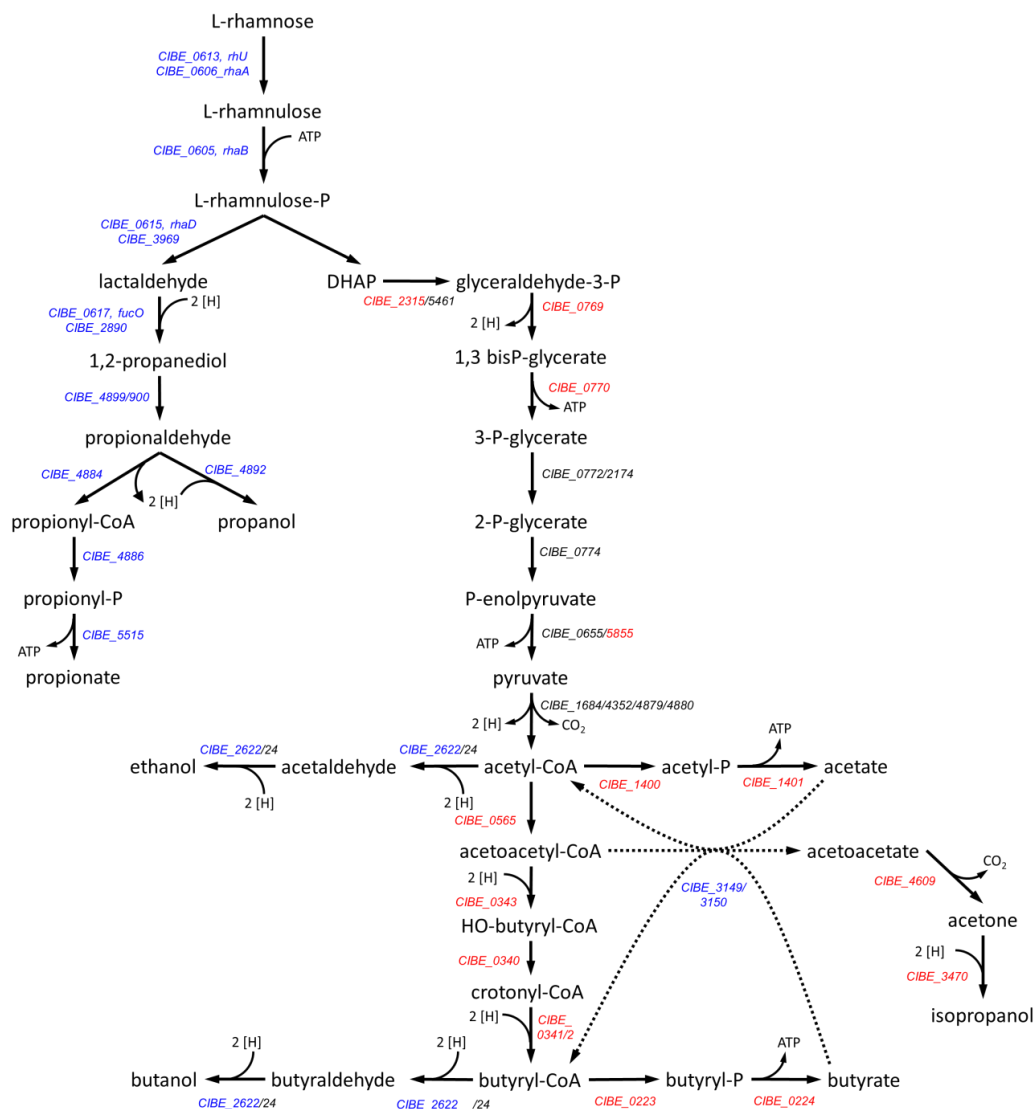 L-rhamnose
CIBE_0613, rhU
CIBE_0606_rhaA
L-rhamnulose
ATP
CIBE_0605, rhaB
L-rhamnulose-P
CIBE_0615, rhaD
CIBE_3969
lactaldehyde
DHAP
glyceraldehyde-3-P
CIBE_2315/5461
2 [H]
CIBE_0617, fucO
CIBE_2890
CIBE_0769
2 [H]
1,2-propanediol
1,3 bisP-glycerate
CIBE_4899/900
CIBE_0770
ATP
propionaldehyde
3-P-glycerate
CIBE_4884
2 [H]
CIBE_4892
CIBE_0772/2174
propionyl-CoA
propanol
2-P-glycerate
CIBE_4886
CIBE_0774
propionyl-P
P-enolpyruvate
CIBE_5515
ATP
ATP
CIBE_0655/5855
propionate
pyruvate
CIBE_1684/4352/4879/4880
2 [H]
CO2
ATP
CIBE_2622/24
CIBE_2622/24
ethanol
acetaldehyde
acetyl-CoA
acetyl-P
acetate
2 [H]
2 [H]
CIBE_1400
CIBE_1401
CIBE_0565
acetoacetyl-CoA
acetoacetate
CO2
2 [H]
CIBE_0343
CIBE_3149/
3150
CIBE_4609
HO-butyryl-CoA
acetone
CIBE_0340
2 [H]
CIBE_3470
crotonyl-CoA
isopropanol
2 [H]
CIBE_
0341/2
2 [H]
2 [H]
ATP
butanol
butyraldehyde
butyryl-CoA
butyryl-P
butyrate
CIBE_2622/24
CIBE_2622 /24
CIBE_0223
CIBE_0224